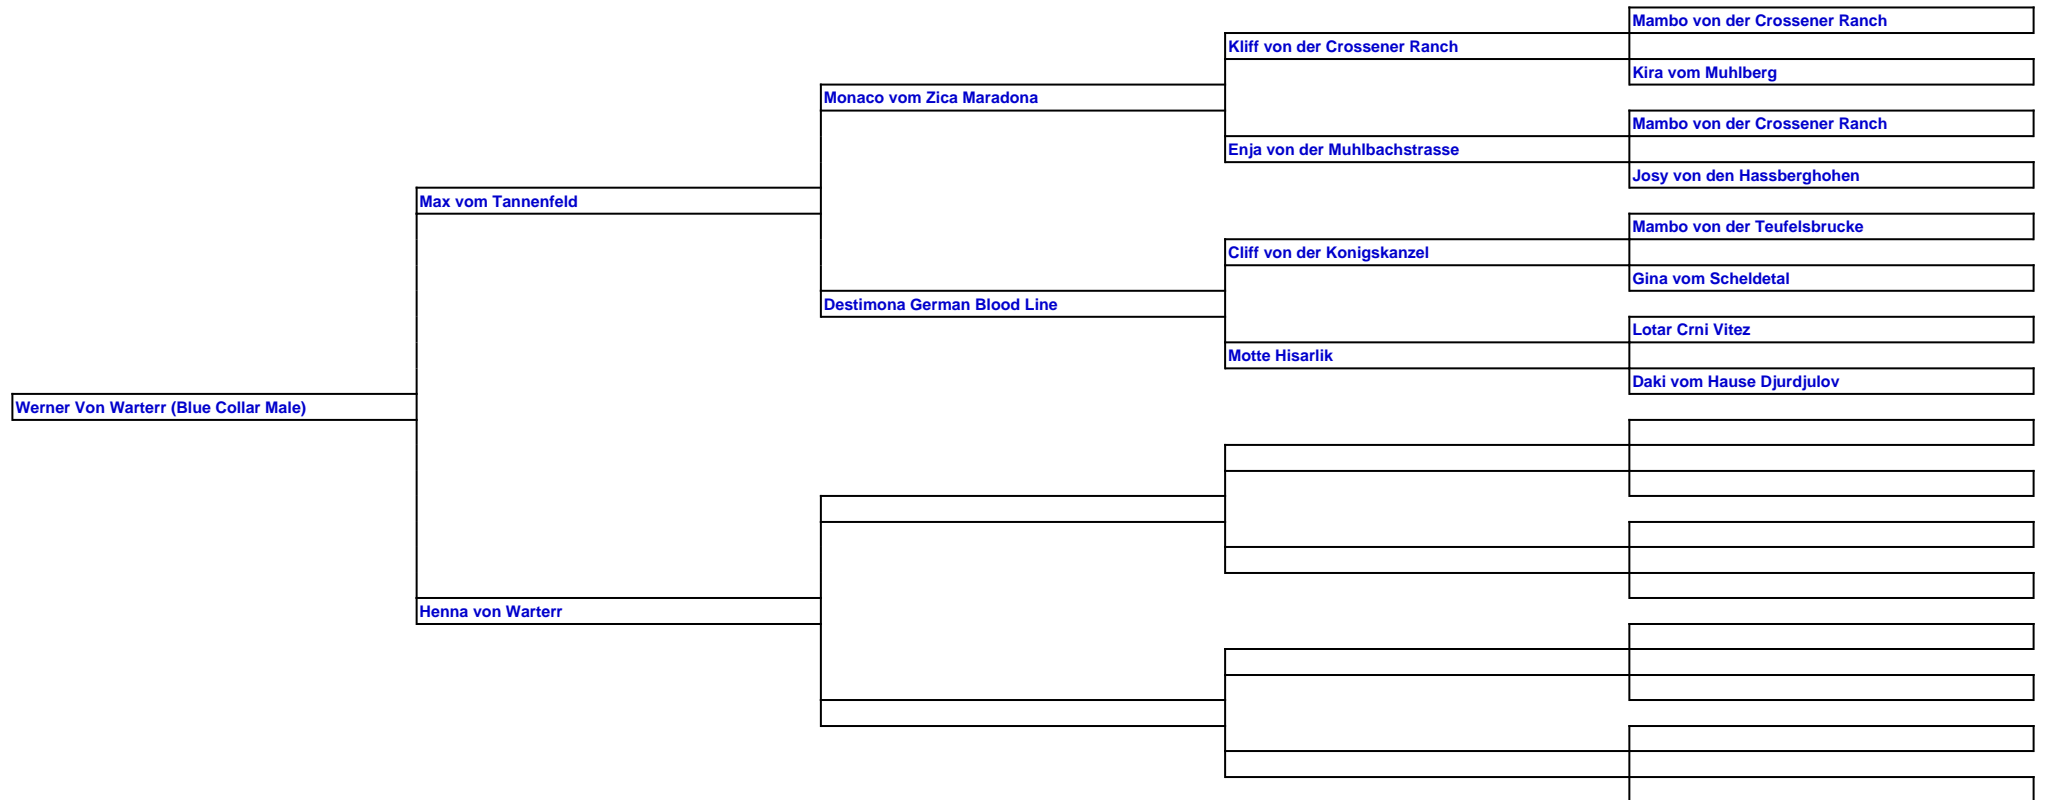 Mambo von der Crossener Ranch
Kliff von der Crossener Ranch
Kira vom Muhlberg
Monaco vom Zica Maradona
Mambo von der Crossener Ranch
Enja von der Muhlbachstrasse
Josy von den Hassberghohen
Max vom Tannenfeld
Mambo von der Teufelsbrucke
Cliff von der Konigskanzel
Gina vom Scheldetal
Destimona German Blood Line
Lotar Crni Vitez
Motte Hisarlik
Daki vom Hause Djurdjulov
Werner Von Warterr (Blue Collar Male)
Henna von Warterr